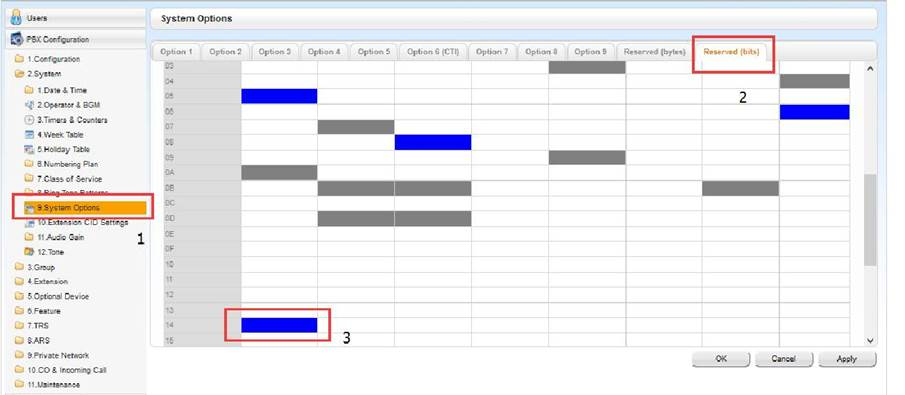 Users
PBX Configuration
1.Configuration
2.System
1.Date & Time
2.Operator & BGM
3.Timers & Counters
4.Week Table
5.Holiday Table
6.Numbering Plan
7.Class of Service
8.Ring Tone Patterns
9.System Options
10.Extension CID Settings
11.Audio Gain
12.Tone
3.Group
4.Extension
5.Optional Device
6.Feature
7.TRS
8.ARS
9.Private Network
10.CO & Incoming Call
11.Maintenance
1
System Options
Option 1 Option 2 Option 3 Option 4 Option 5 Option 6 (CTI) Option 7 Option 8 Option 9 Reserved (bytes) Reserved (bits)
2
03
04
05
06
07
08
09
0A
0B
0C
0D
0E
0F
10
11
12
13
14
15
3
OK Cancel Apply